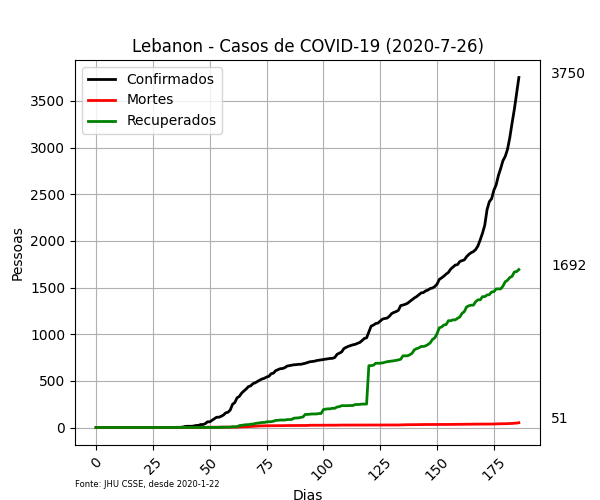 Lebanon - Casos de COVID-19 (2020-7-26)
Confirmados
Mortes
Recuperados
3750
1692
51
Pessoas
3500
3000
2500
2000
1500
1000
500
0
0 25 50 75 100 125 150 175
Fonte: JHU CSSE, desde 2020-1-22
Dias